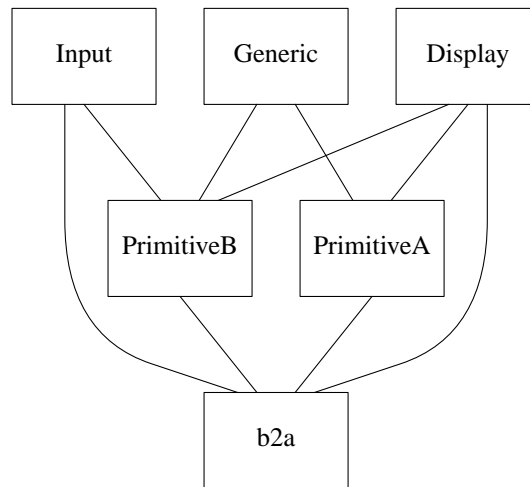 Input
Generic
Display
PrimitiveB
PrimitiveA
b2a